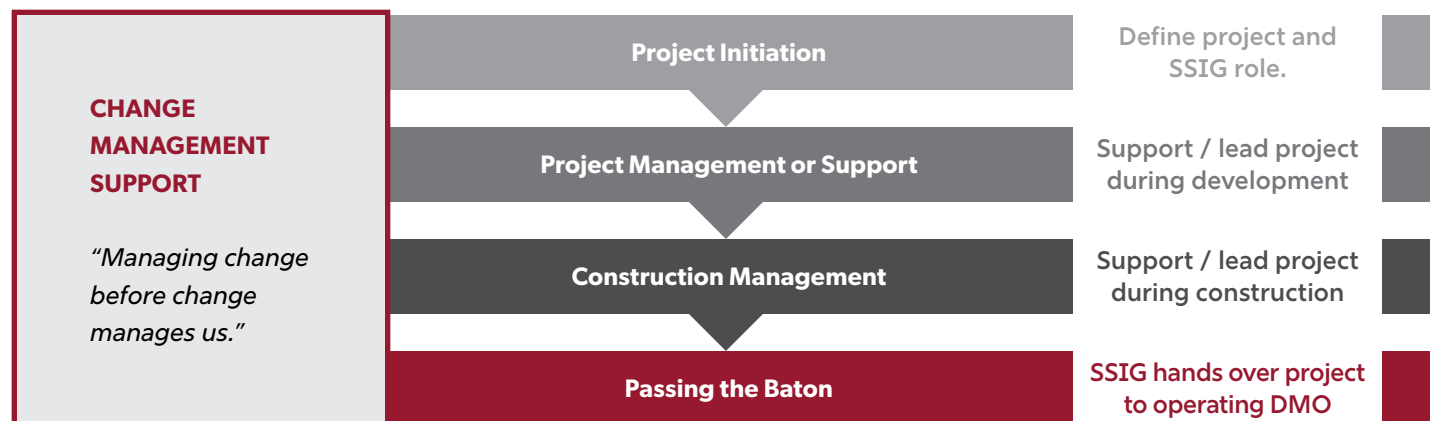 CHANGE
MANAGEMENT
SUPPORT
“Managing change
before change
manages us.”
Project Initiation
Define project and
SSIG role.
Project Management or Support
Support / lead project
during development
Construction Management
Support / lead project
during construction
Passing the Baton
SSIG hands over project
to operating DMO